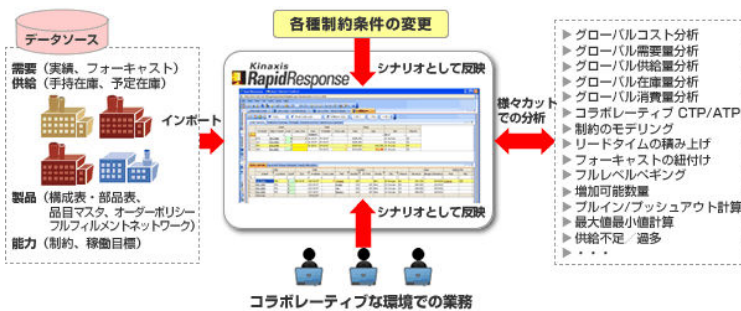 データソース
需要（実績、フォーキャスト）
供給（手持在庫、予定在庫）
製品（構成表・部品表、
品目マスタ、オーダーポリシー
フルフィルメントネットワーク）
能力（制約、稼働目標）
インポート
各種制約条件の変更
シナリオとして反映
Kinaxis
RapidResponse
シナリオとして反映
コラボレーティブな環境での業務
様々カット
での分析
▶ グローバルコスト分析
▶ グローバル需要量分析
▶ グローバル供給量分析
▶ グローバル在庫量分析
▶ グローバル消費量分析
▶ コラボレーティブ CTP/ATP
▶ 制約のモデリング
▶ リードタイムの積み上げ
▶ フォーキャストの紐付け
▶ フルレベルペギング
▶ 増加可能数量
▶ プルイン/プッシュアウト計算
▶ 最大値最小値計算
▶ 供給不足／過多
▶ ・・・